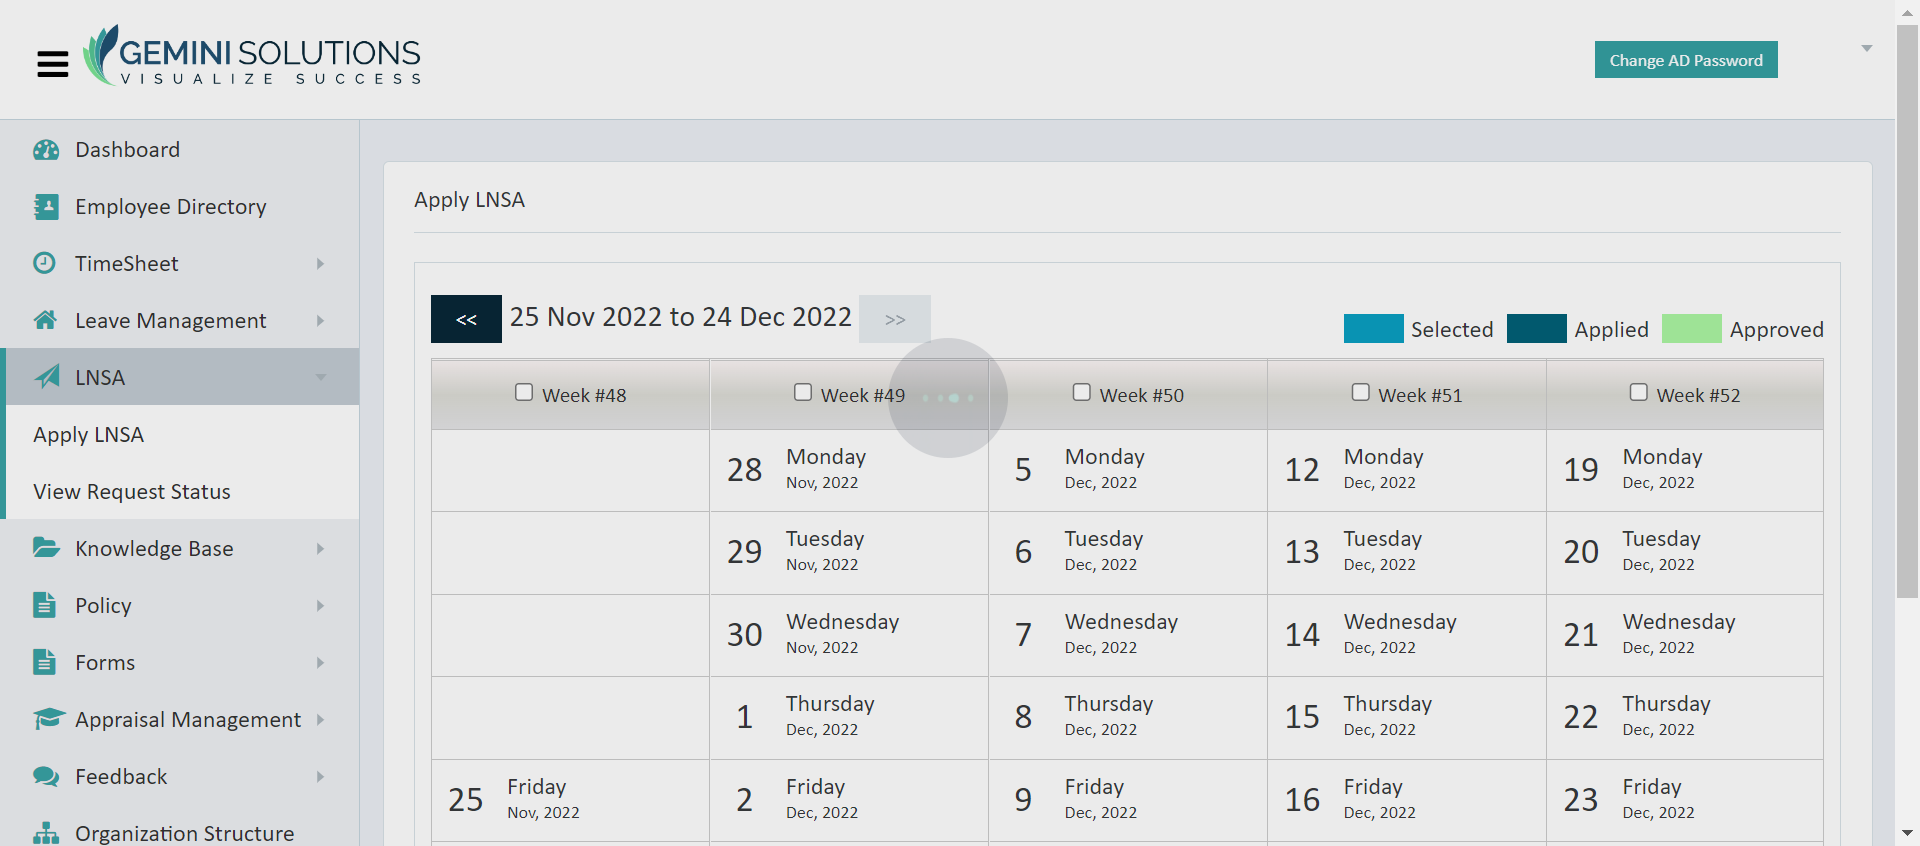 GEMINI SOLUTIONS
VISUALIZE SUCCESS
Change AD Password
Dashboard
Employee Directory
TimeSheet
Leave Management
LNSA
Apply LNSA
View Request Status
Knowledge Base
Policy
Forms
Appraisal Management
Feedback
Organization Structure
Apply LNSA
<< 25 Nov 2022 to 24 Dec 2022 >>
Selected Applied Approved
Week #48 Week #49 Week #50 Week #51 Week #52
28 Monday Nov, 2022 5 Monday Dec, 2022 12 Monday Dec, 2022 19 Monday Dec, 2022
29 Tuesday Nov, 2022 6 Tuesday Dec, 2022 13 Tuesday Dec, 2022 20 Tuesday Dec, 2022
30 Wednesday Nov, 2022 7 Wednesday Dec, 2022 14 Wednesday Dec, 2022 21 Wednesday Dec, 2022
1 Thursday Dec, 2022 8 Thursday Dec, 2022 15 Thursday Dec, 2022 22 Thursday Dec, 2022
25 Friday Nov, 2022 2 Friday Dec, 2022 9 Friday Dec, 2022 16 Friday Dec, 2022 23 Friday Dec, 2022